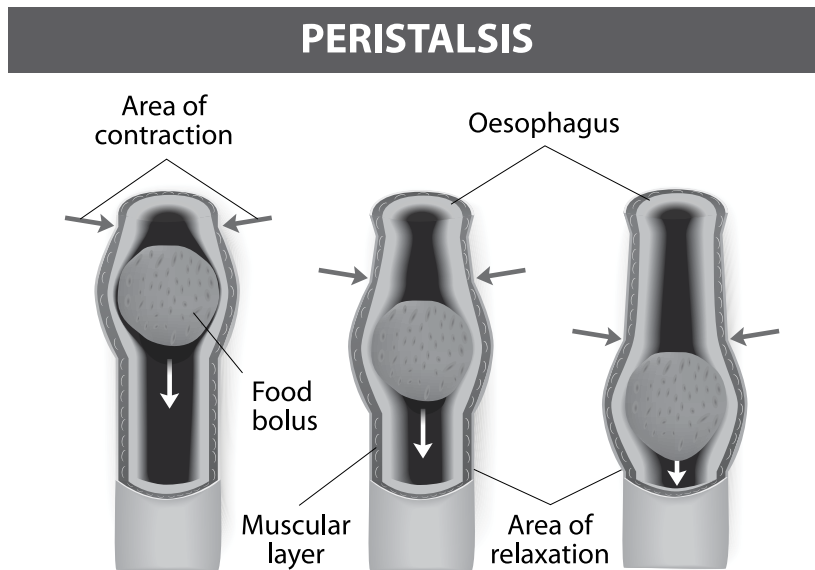 PERISTALSIS
Area of
contraction
Oesophagus
Food
bolus
Muscular
layer
Area of
relaxation